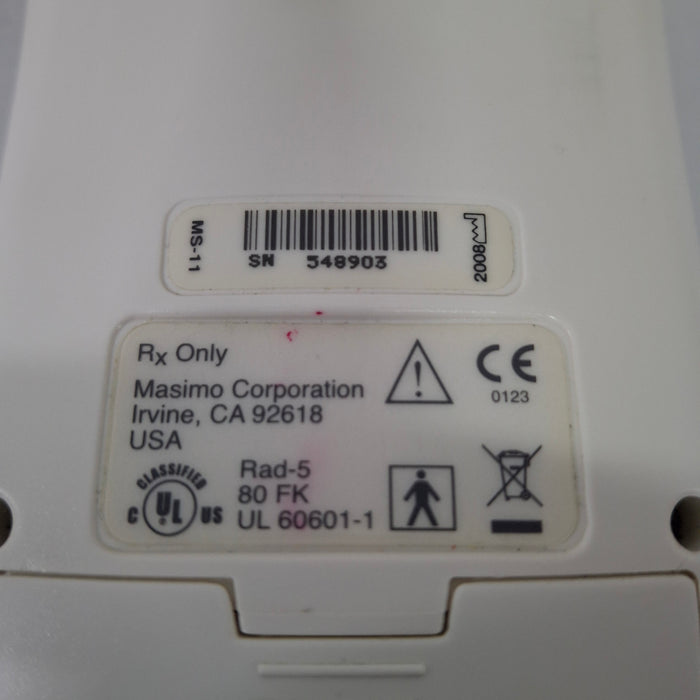 MS-11
SN 548903
2008
Rx Only
Masimo Corporation
Irvine, CA 92618
USA
CE
0123
CLASSIFIED
C UL US
Rad-5
80 FK
UL 60601-1